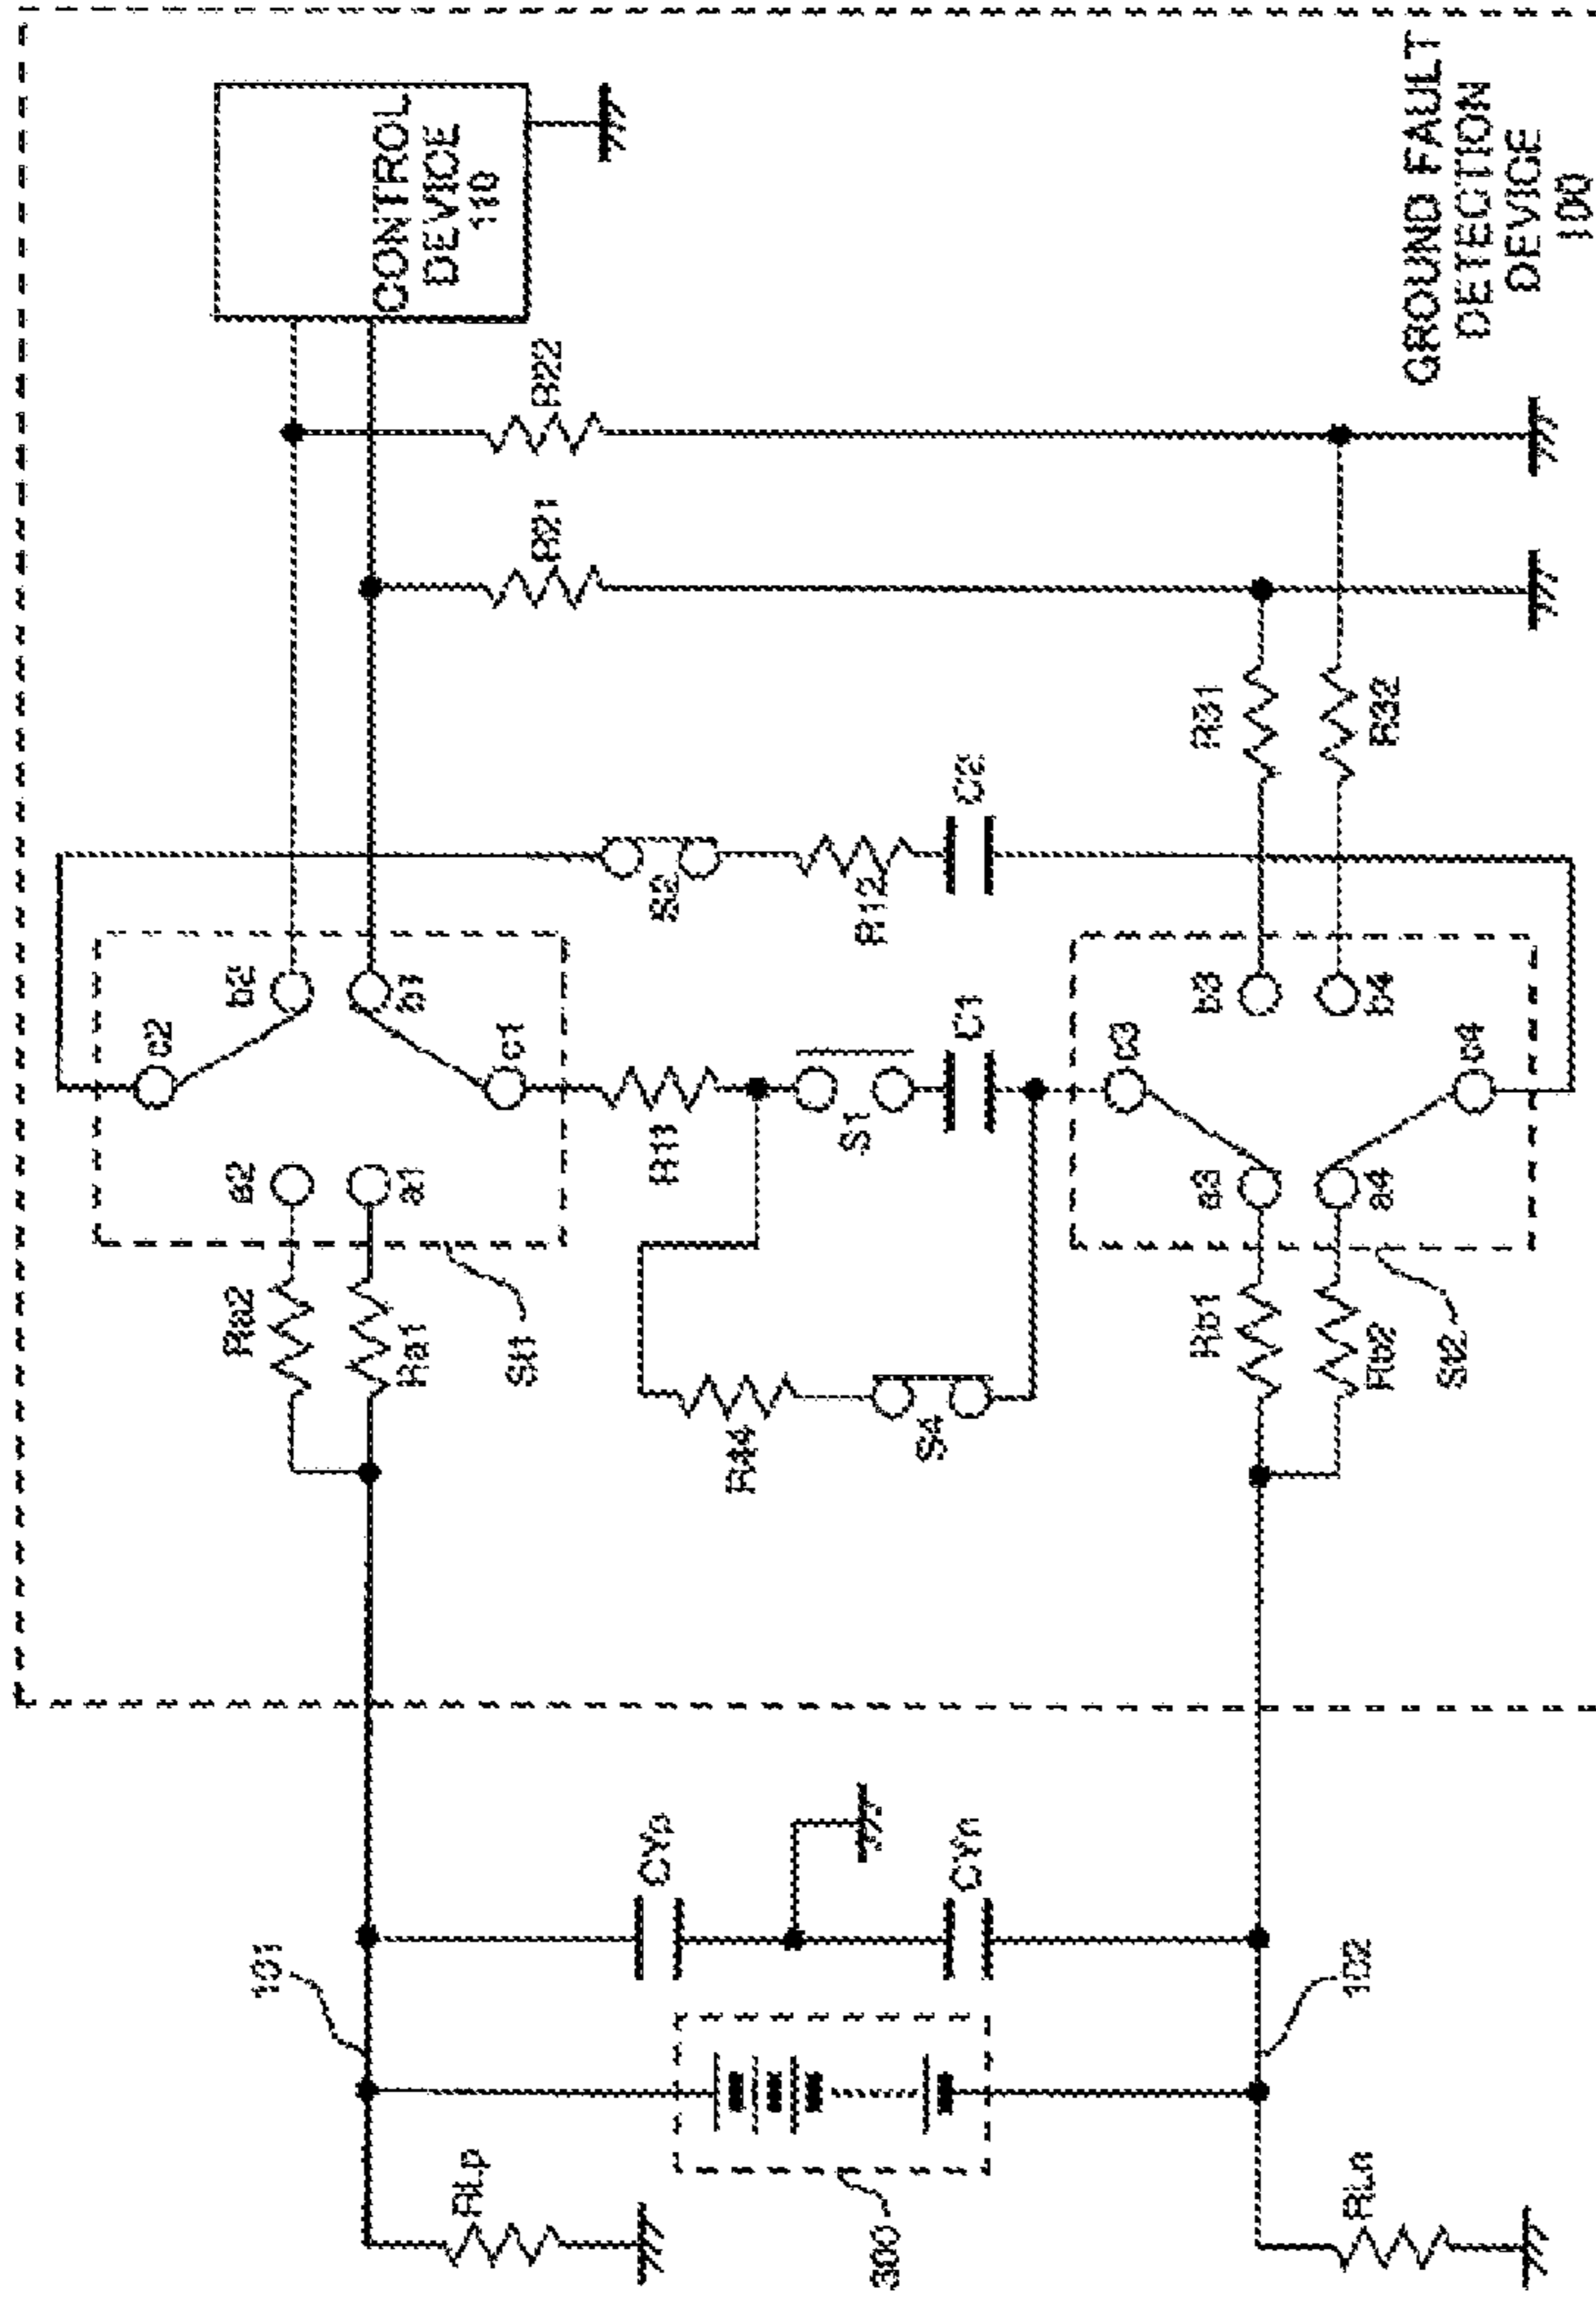 CONTROL
DEVICE
110
GROUND FAULT
DETECTION
DEVICE
100
R22
R21
R31
R32
C2
R12
S2
b2
b1
c2
c1
b3
b4
c3
c4
C1
S1
R11
a2
a1
a3
a4
Ra2
Ra1
St1
R44
S4
Rb1
Rb2
St2
CYp
CYn
101
102
300
RLp
RLn